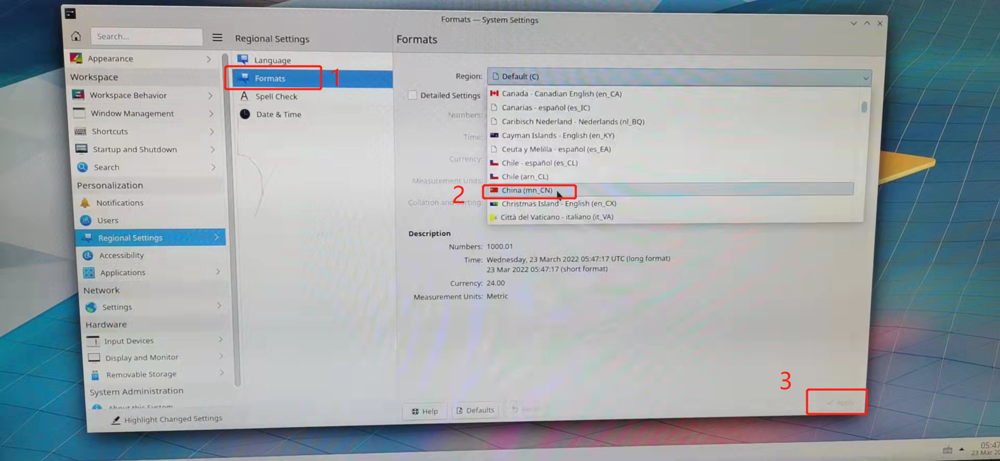 Formats — System Settings
Search...
Regional Settings
Formats
Appearance
Workspace
Workspace Behavior
Window Management
Shortcuts
Startup and Shutdown
Search
Personalization
Notifications
Users
Regional Settings
Accessibility
Applications
Network
Settings
Hardware
Input Devices
Display and Monitor
Removable Storage
System Administration
About this System
Highlight Changed Settings
Language
Formats
1
Spell Check
Date & Time
Region:
Default (C)
Detailed Settings
Numbers:
Time:
Currency:
Measurement Units:
Collation and Sorting:
Canada - Canadian English (en_CA)
Canarias - español (es_IC)
Caribisch Nederland - Nederlands (nl_BQ)
Cayman Islands - English (en_KY)
Ceuta y Melilla - español (es_EA)
Chile - español (es_CL)
Chile (arn_CL)
2
China (mn_CN)
Christmas Island - English (en_CX)
Città del Vaticano - italiano (it_VA)
Description
Numbers: 1000.01
Time: Wednesday, 23 March 2022 05:47:17 UTC (long format)
23 Mar 2022 05:47:17 (short format)
Currency: 24.00
Measurement Units: Metric
3
Help
Defaults
Reset
Apply
05:47
23 Mar 20